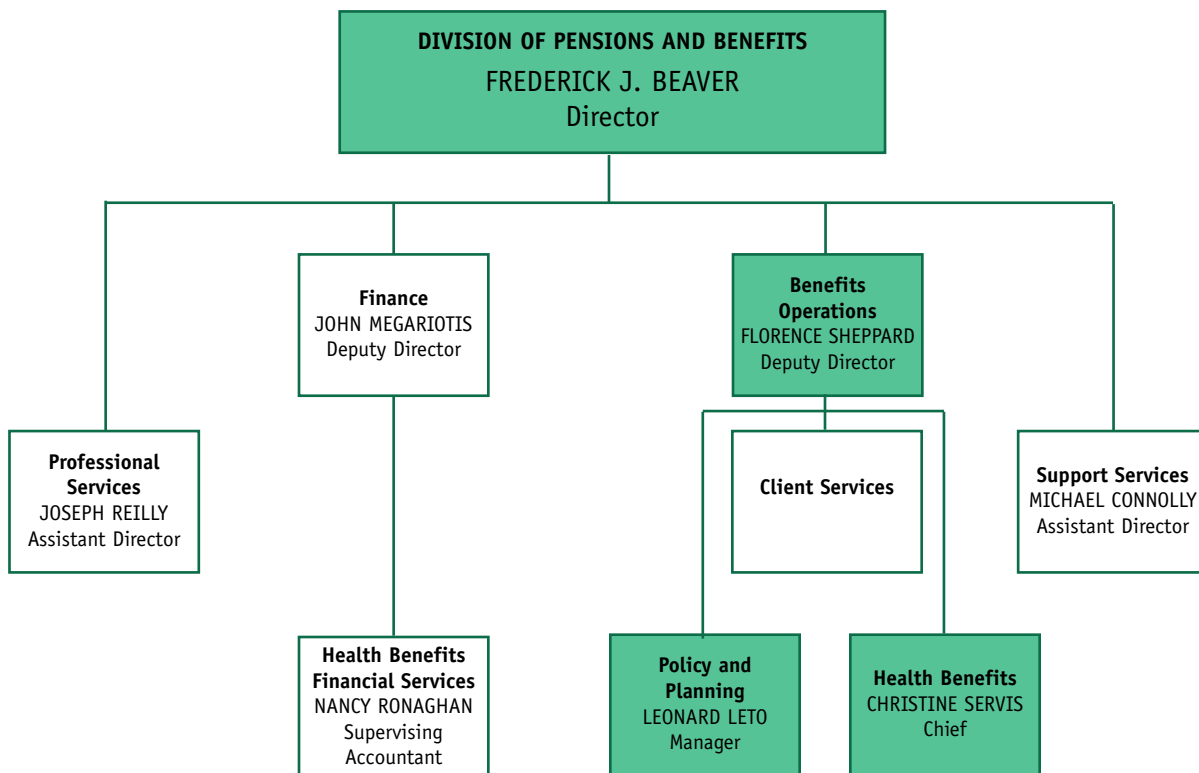 DIVISION OF PENSIONS AND BENEFITS
FREDERICK J. BEAVER
Director
Finance
JOHN MEGARIOTIS
Deputy Director
Benefits
Operations
FLORENCE SHEPPARD
Deputy Director
Professional
Services
JOSEPH REILLY
Assistant Director
Client Services
Support Services
MICHAEL CONNOLLY
Assistant Director
Health Benefits
Financial Services
NANCY RONAGHAN
Supervising
Accountant
Policy and
Planning
LEONARD LETO
Manager
Health Benefits
CHRISTINE SERVIS
Chief